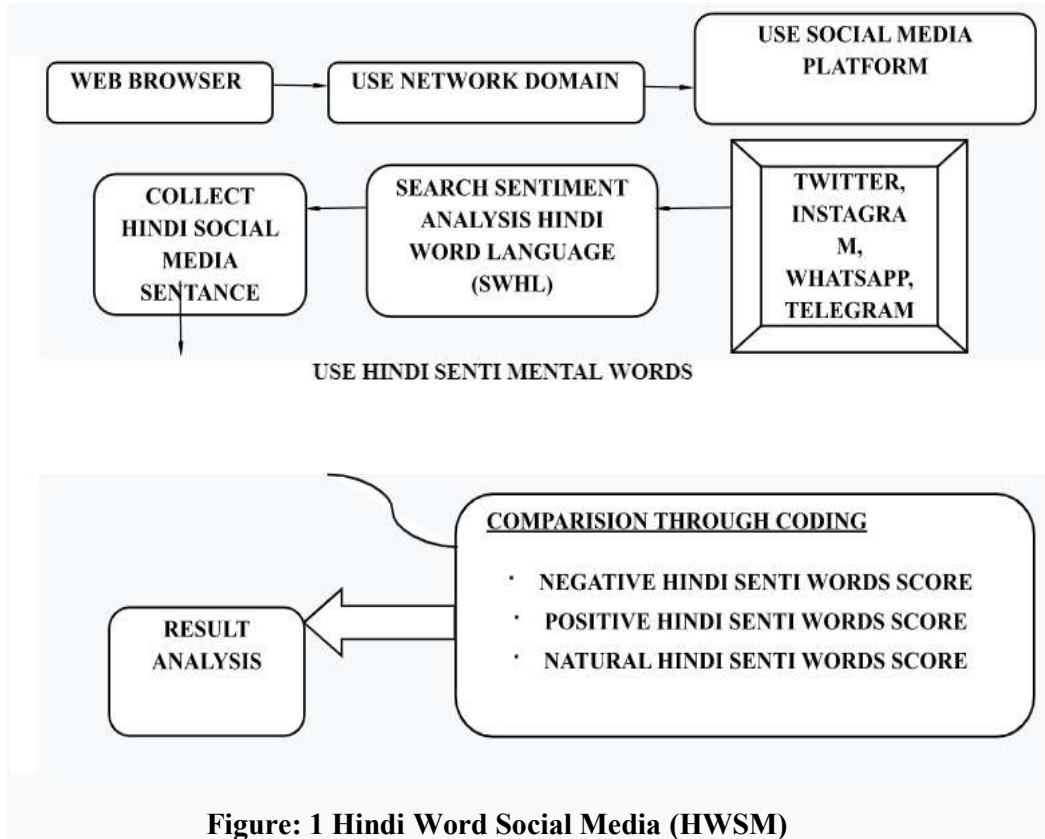 WEB BROWSER
USE NETWORK DOMAIN
USE SOCIAL MEDIA
PLATFORM
TWITTER,
INSTAGRA
M,
WHATSAPP,
TELEGRAM
SEARCH SENTIMENT
ANALYSIS HINDI
WORD LANGUAGE
(SWHL)
COLLECT
HINDI SOCIAL
MEDIA
SENTANCE
USE HINDI SENTI MENTAL WORDS
COMPARISION THROUGH CODING
· NEGATIVE HINDI SENTI WORDS SCORE
· POSITIVE HINDI SENTI WORDS SCORE
· NATURAL HINDI SENTI WORDS SCORE
RESULT
ANALYSIS
Figure: 1 Hindi Word Social Media (HWSM)